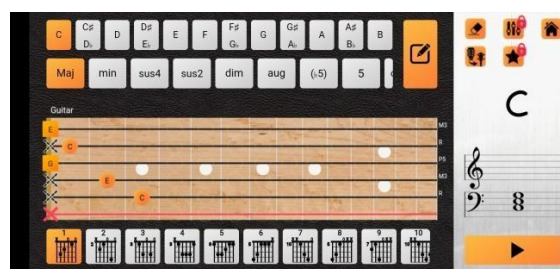 C C♯ D♭ D D♯ E♭ E F F♯ G♭ G G♯ A♭ A A♯ B♭ B
Maj min sus4 sus2 dim aug (♭5) 5
C
Guitar
E M3
C R
G P5
E M3
C R
1 2 3 4 5 6 7 8 9 10